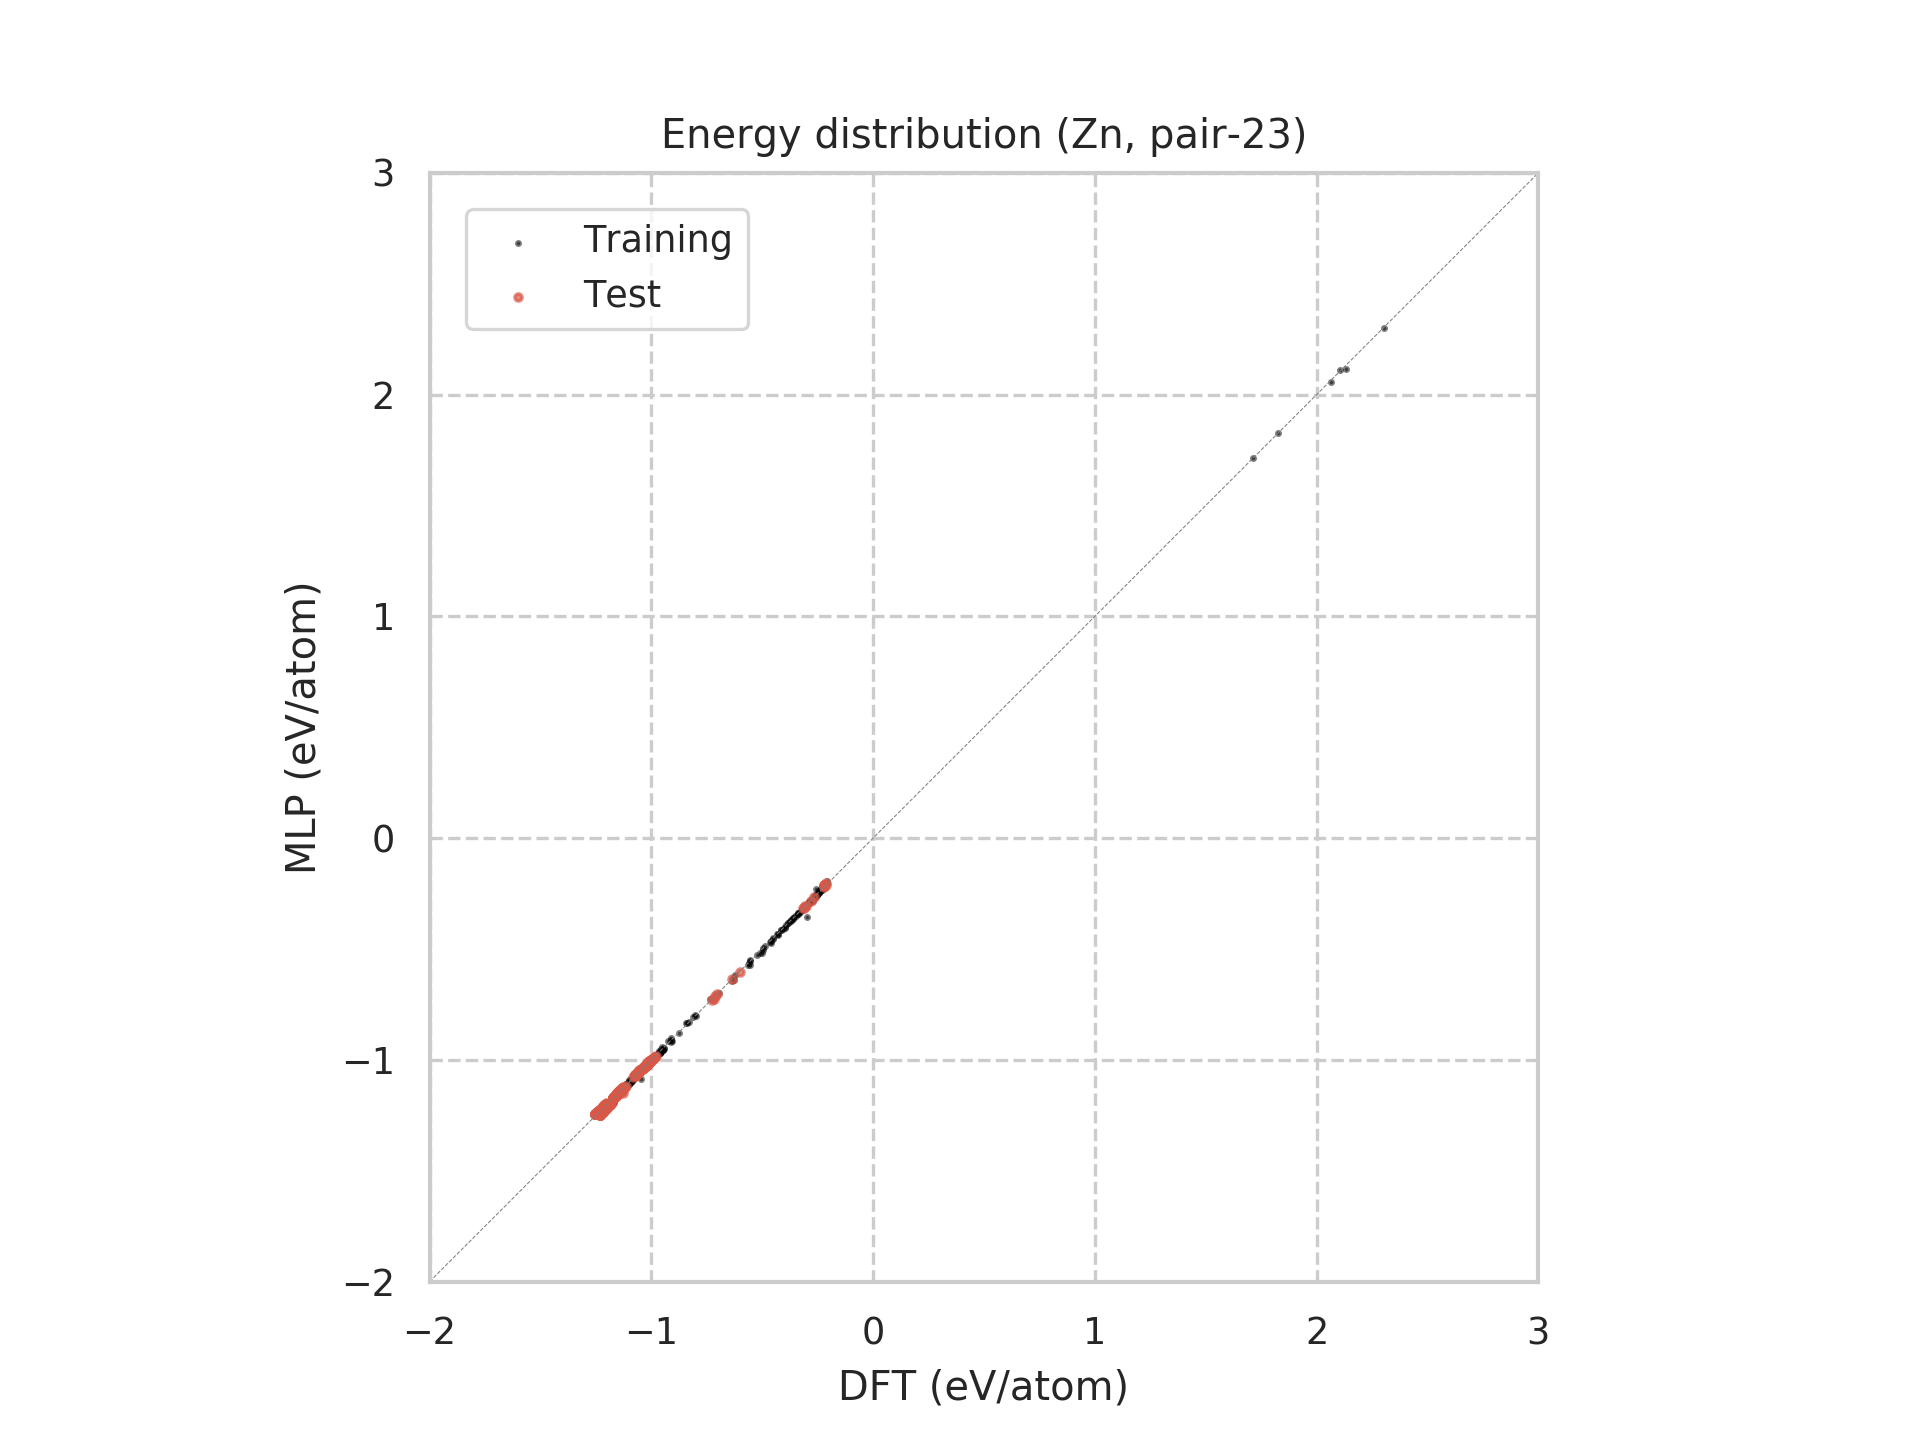 Energy distribution (Zn, pair-23)
Training
Test
3
2
1
0
−1
−2
MLP (eV/atom)
−2
−1
0
1
2
3
DFT (eV/atom)